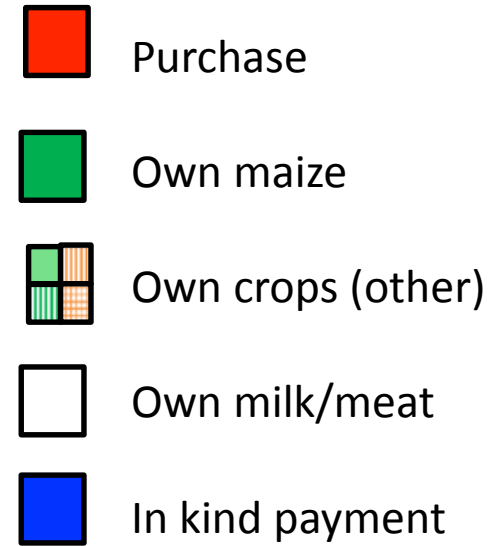 Purchase
Own maize
Own crops (other)
Own milk/meat
In kind payment